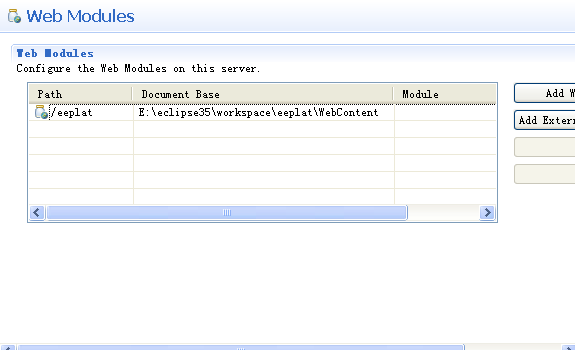 Web Modules
Web Modules
Configure the Web Modules on this server.
Path Document Base Module
/eeplat E:\eclipse35\workspace\eeplat\WebContent
Add W
Add Extern